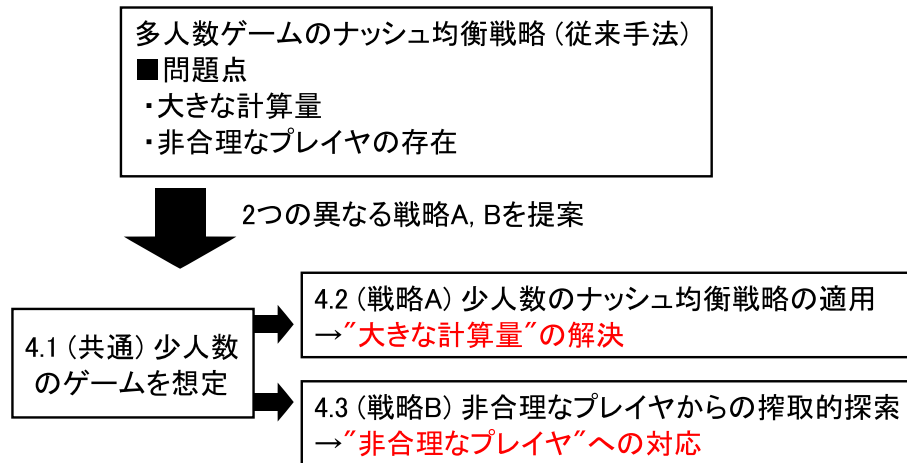 多人数ゲームのナッシュ均衡戦略(従来手法)
■問題点
・大きな計算量
・非合理なプレイヤの存在
2つの異なる戦略A, Bを提案
4.1 (共通) 少人数
のゲームを想定
4.2 (戦略A) 少人数のナッシュ均衡戦略の適用
→"大きな計算量"の解決
4.3 (戦略B) 非合理なプレイヤからの搾取的探索
→"非合理なプレイヤ"への対応